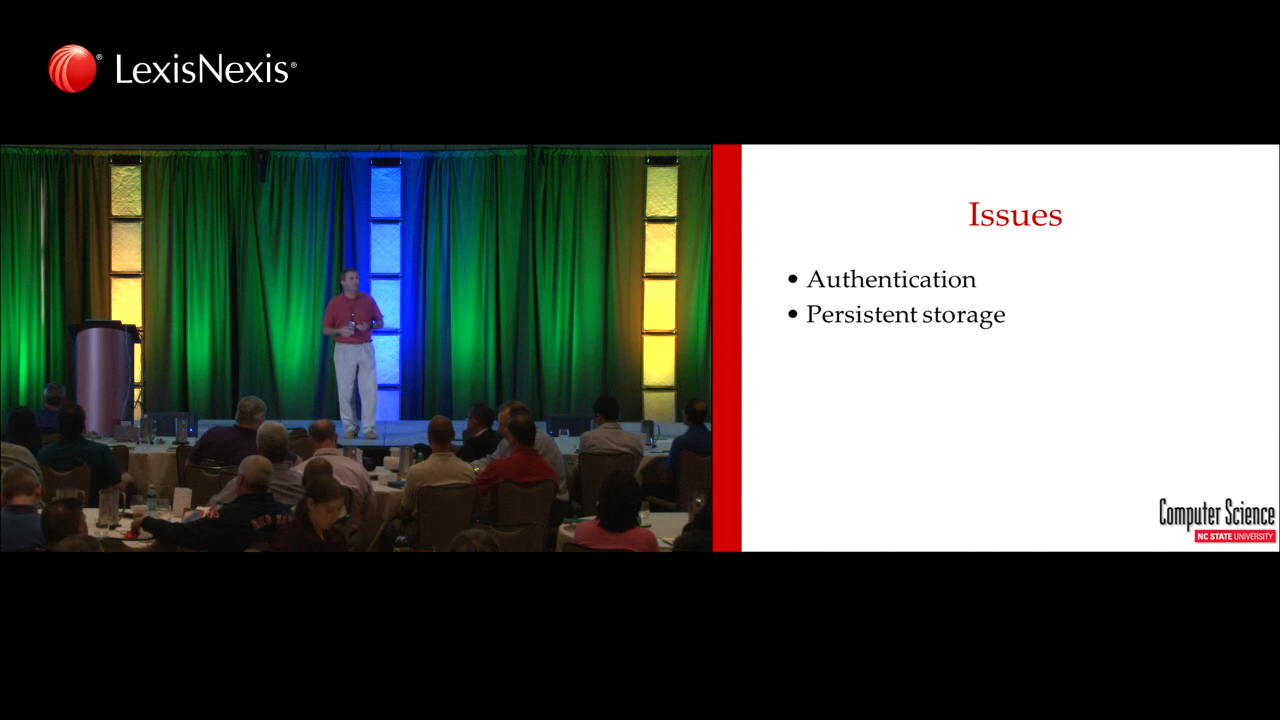 LexisNexis®
Issues
• Authentication
• Persistent storage
Computer Science
NC STATE UNIVERSITY